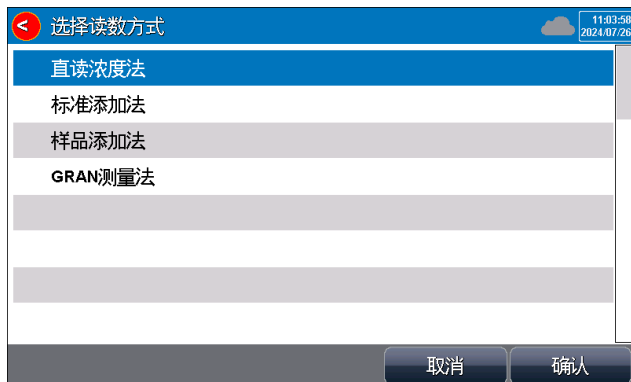 < 选择读数方式
11:03:58
2024/07/26
直读浓度法
标准添加法
样品添加法
GRAN测量法
取消 确认